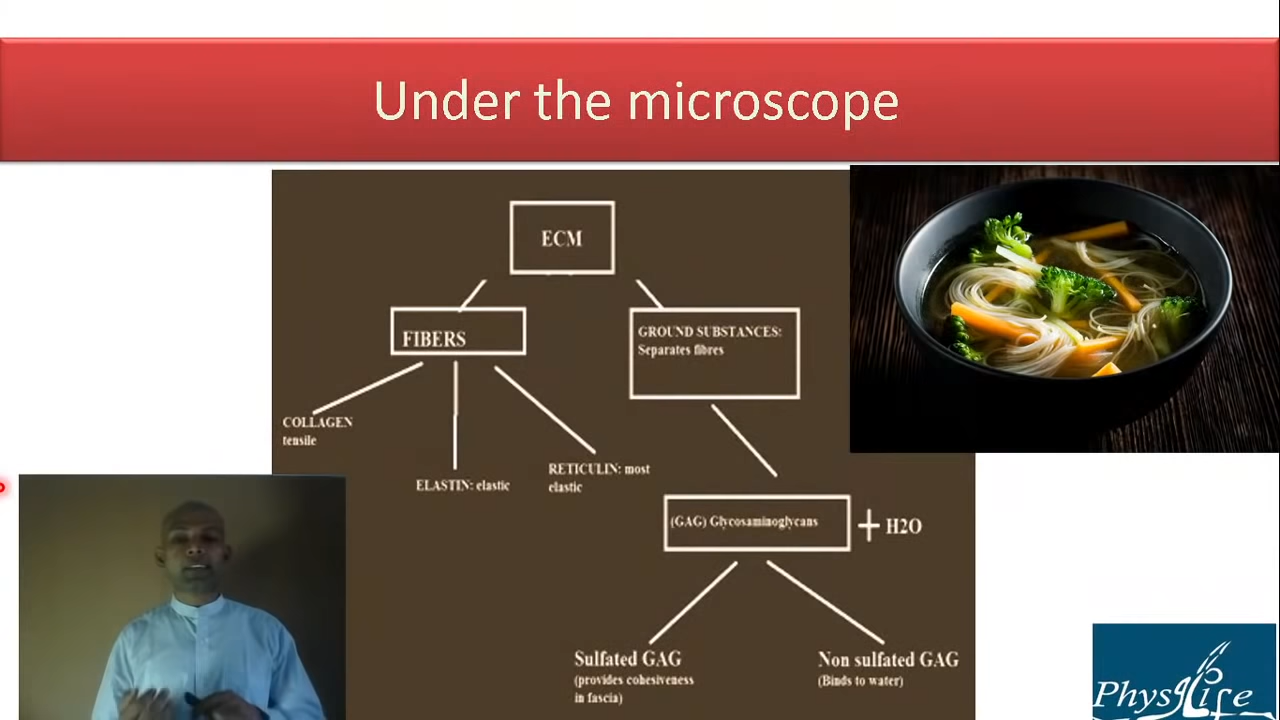 Under the microscope
ECM
FIBERS
GROUND SUBSTANCES:
Separates fibres
COLLAGEN
tensile
ELASTIN: elastic
RETICULIN: most
elastic
(GAG) Glycosaminoglycans
+ H2O
Sulfated GAG
(provides cohesiveness
in fascia)
Non sulfated GAG
(Binds to water)
PhysLife